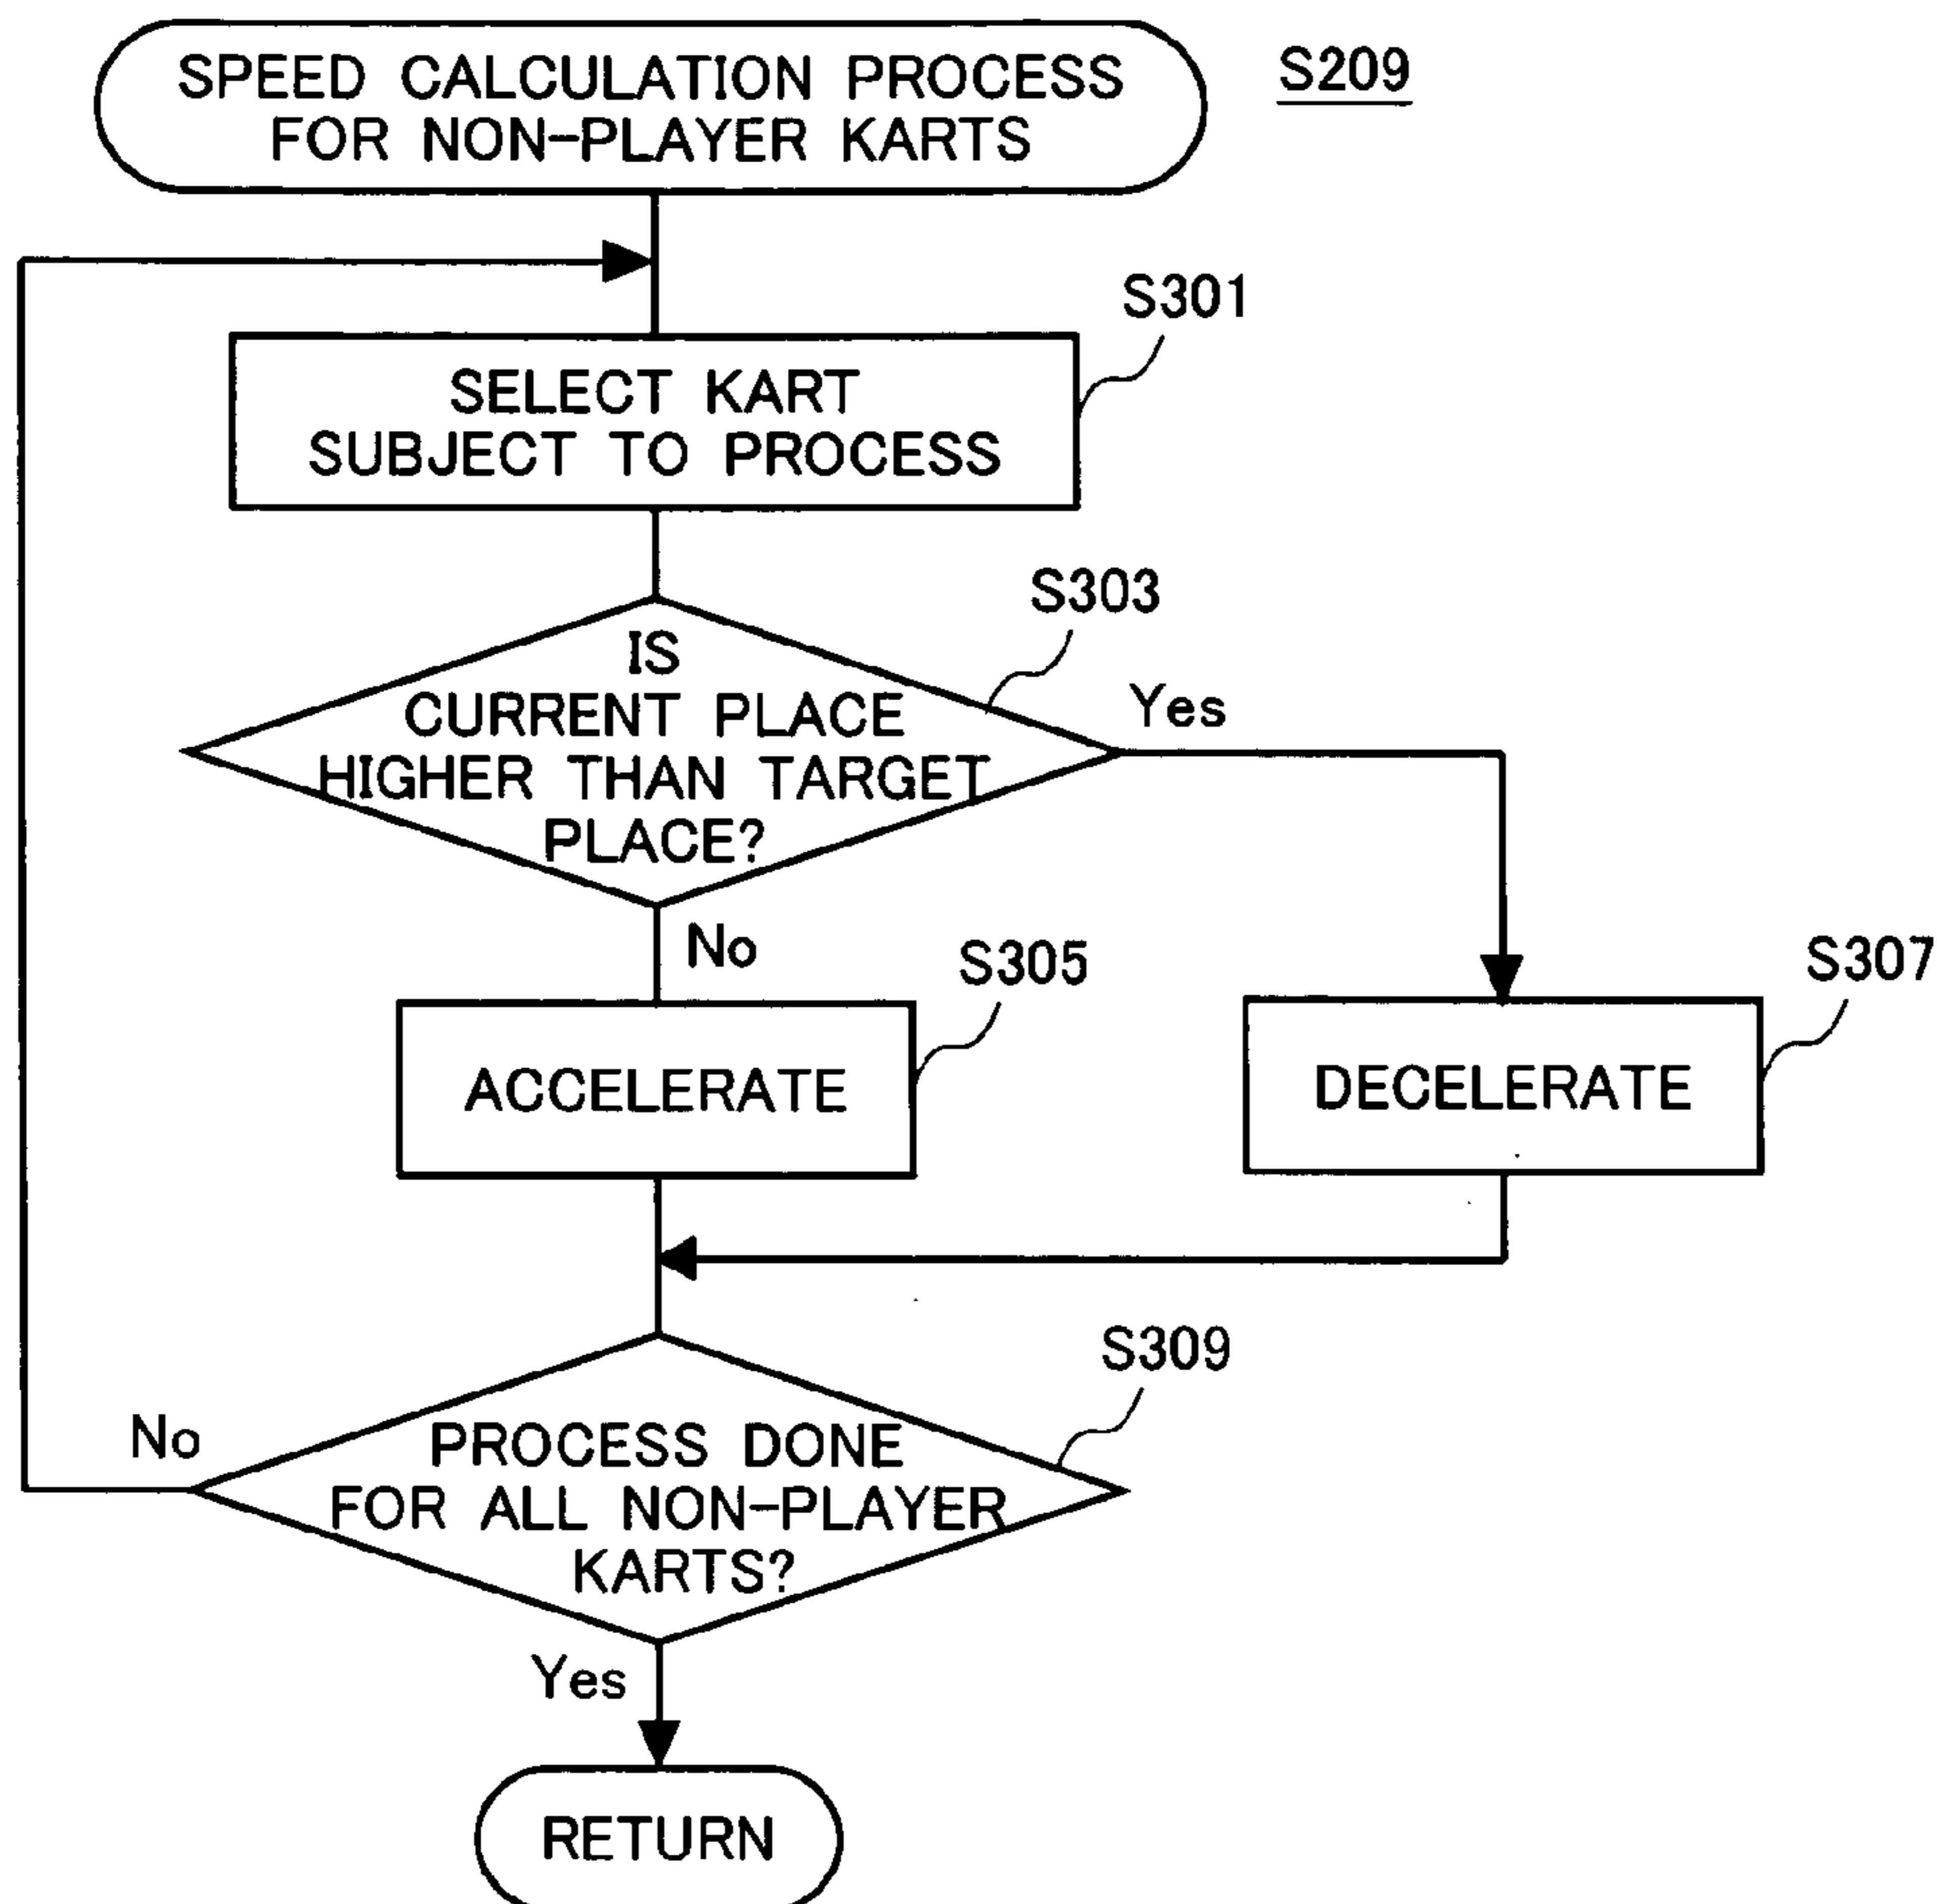 SPEED CALCULATION PROCESS
FOR NON-PLAYER KARTS
S209
S301
SELECT KART
SUBJECT TO PROCESS
S303
IS
CURRENT PLACE
HIGHER THAN TARGET
PLACE?
Yes
No
S305
S307
ACCELERATE
DECELERATE
S309
No
PROCESS DONE
FOR ALL NON-PLAYER
KARTS?
Yes
RETURN